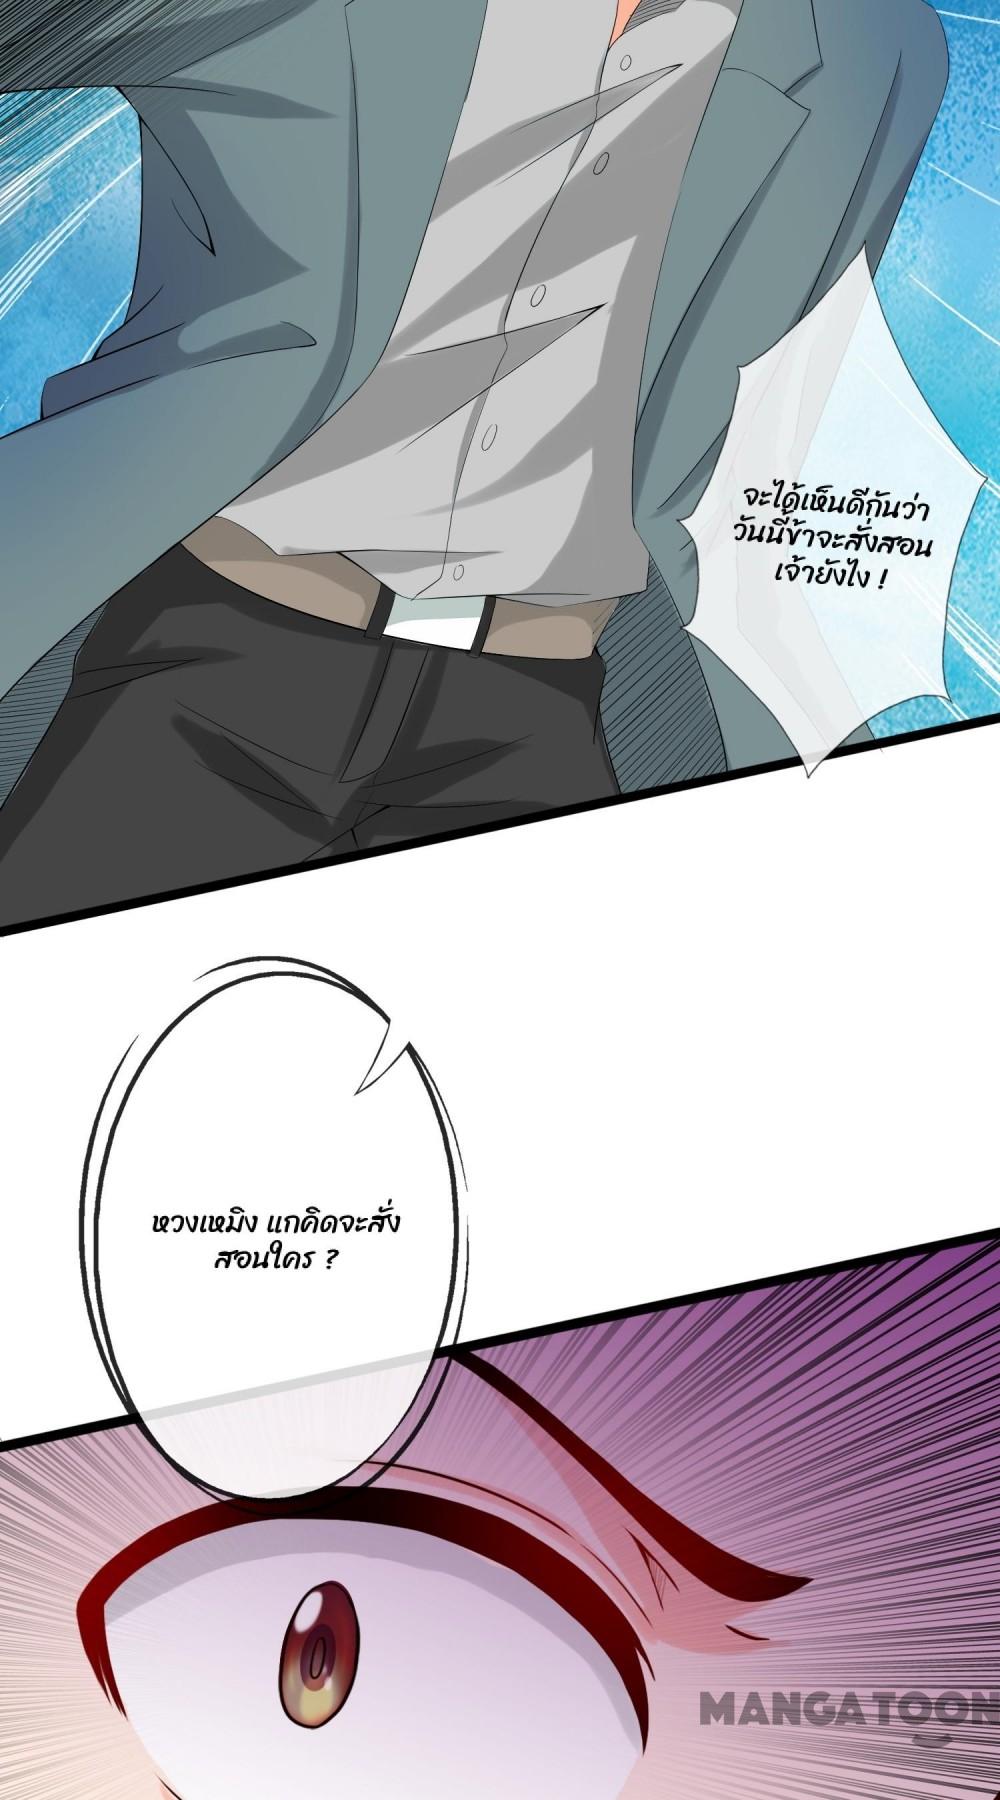 จะได้เห็นดีกันว่า
วันนี้ข้าจะสั่งสอน
เจ้ายังไง !
หวงเหมิง แกคิดจะสั่ง
สอนใคร ?
MANGATOON